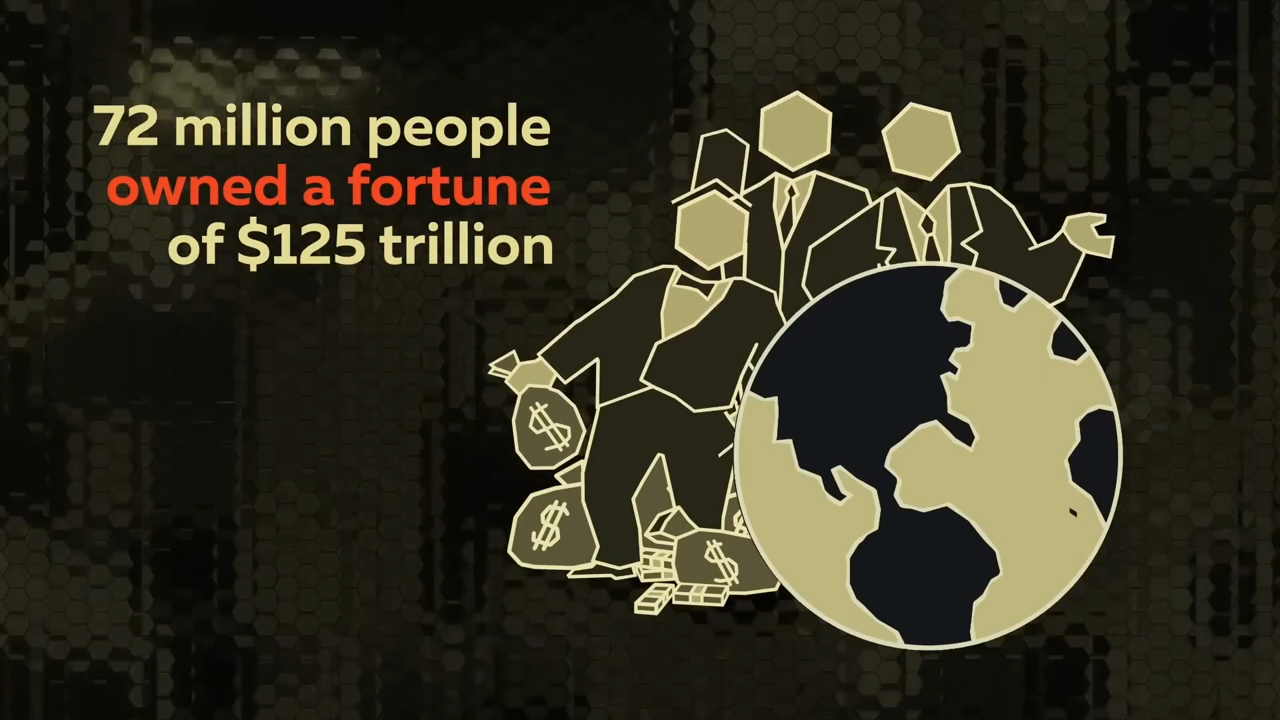 72 million people
owned a fortune
of $125 trillion
$
$
$